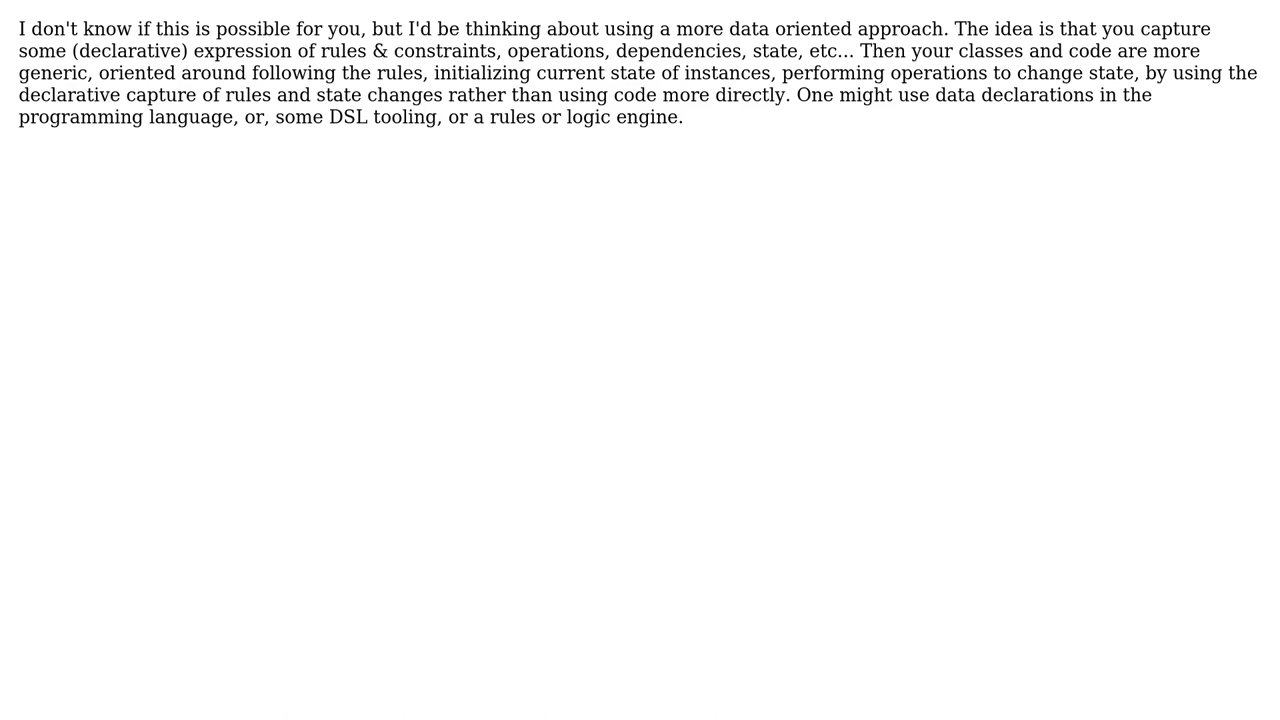 I don't know if this is possible for you, but I'd be thinking about using a more data oriented approach. The idea is that you capture
some (declarative) expression of rules & constraints, operations, dependencies, state, etc... Then your classes and code are more
generic, oriented around following the rules, initializing current state of instances, performing operations to change state, by using the
declarative capture of rules and state changes rather than using code more directly. One might use data declarations in the
programming language, or, some DSL tooling, or a rules or logic engine.